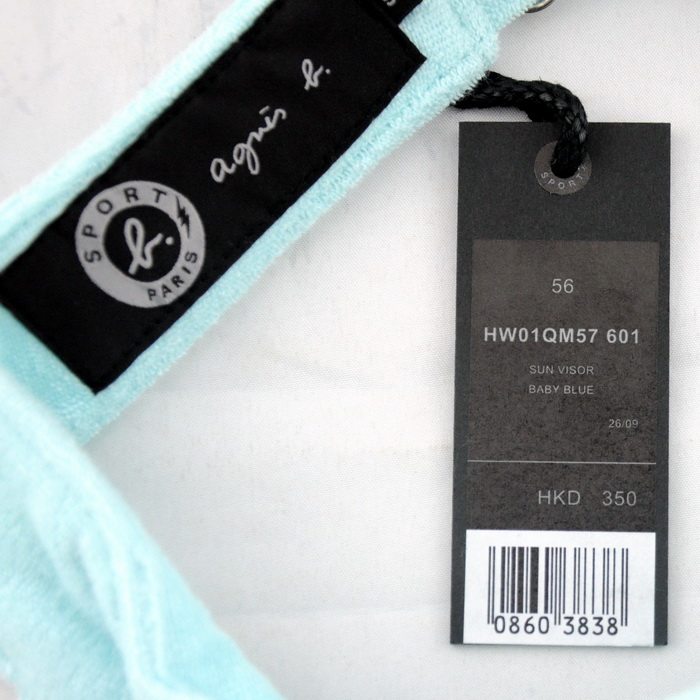 agnès b.
SPORT
b.
PARIS
SPORT
56
HW01QM57 601
SUN VISOR
BABY BLUE
26/09
HKD 350
0860 3838